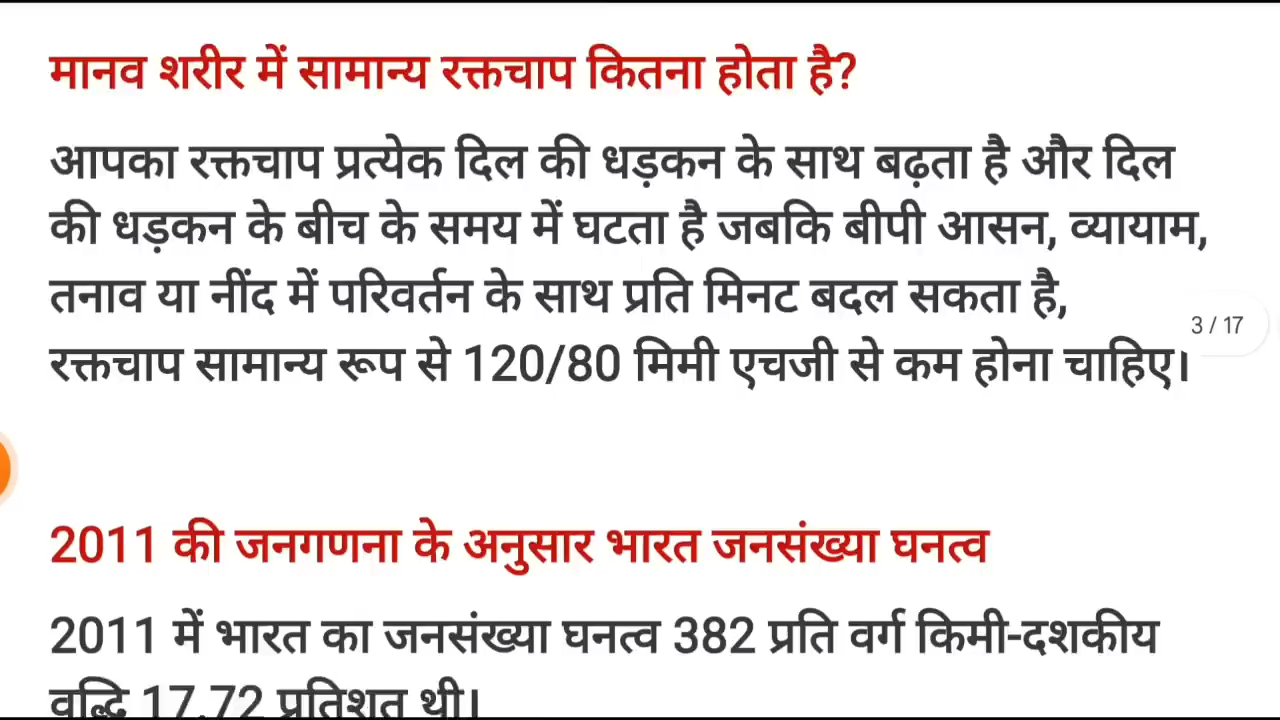 मानव शरीर में सामान्य रक्तचाप कितना होता है?
आपका रक्तचाप प्रत्येक दिल की धड़कन के साथ बढ़ता है और दिल
की धड़कन के बीच के समय में घटता है जबकि बीपी आसन, व्यायाम,
तनाव या नींद में परिवर्तन के साथ प्रति मिनट बदल सकता है,
3 / 17
रक्तचाप सामान्य रूप से 120/80 मिमी एचजी से कम होना चाहिए।
2011 की जनगणना के अनुसार भारत जनसंख्या घनत्व
2011 में भारत का जनसंख्या घनत्व 382 प्रति वर्ग किमी-दशकीय
वृद्धि 17.72 प्रतिशत थी।